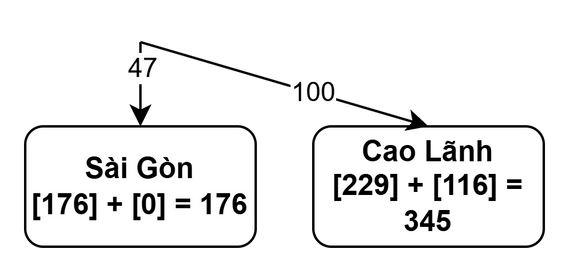 47
100
Sài Gòn
[176] + [0] = 176
Cao Lãnh
[229] + [116] =
345